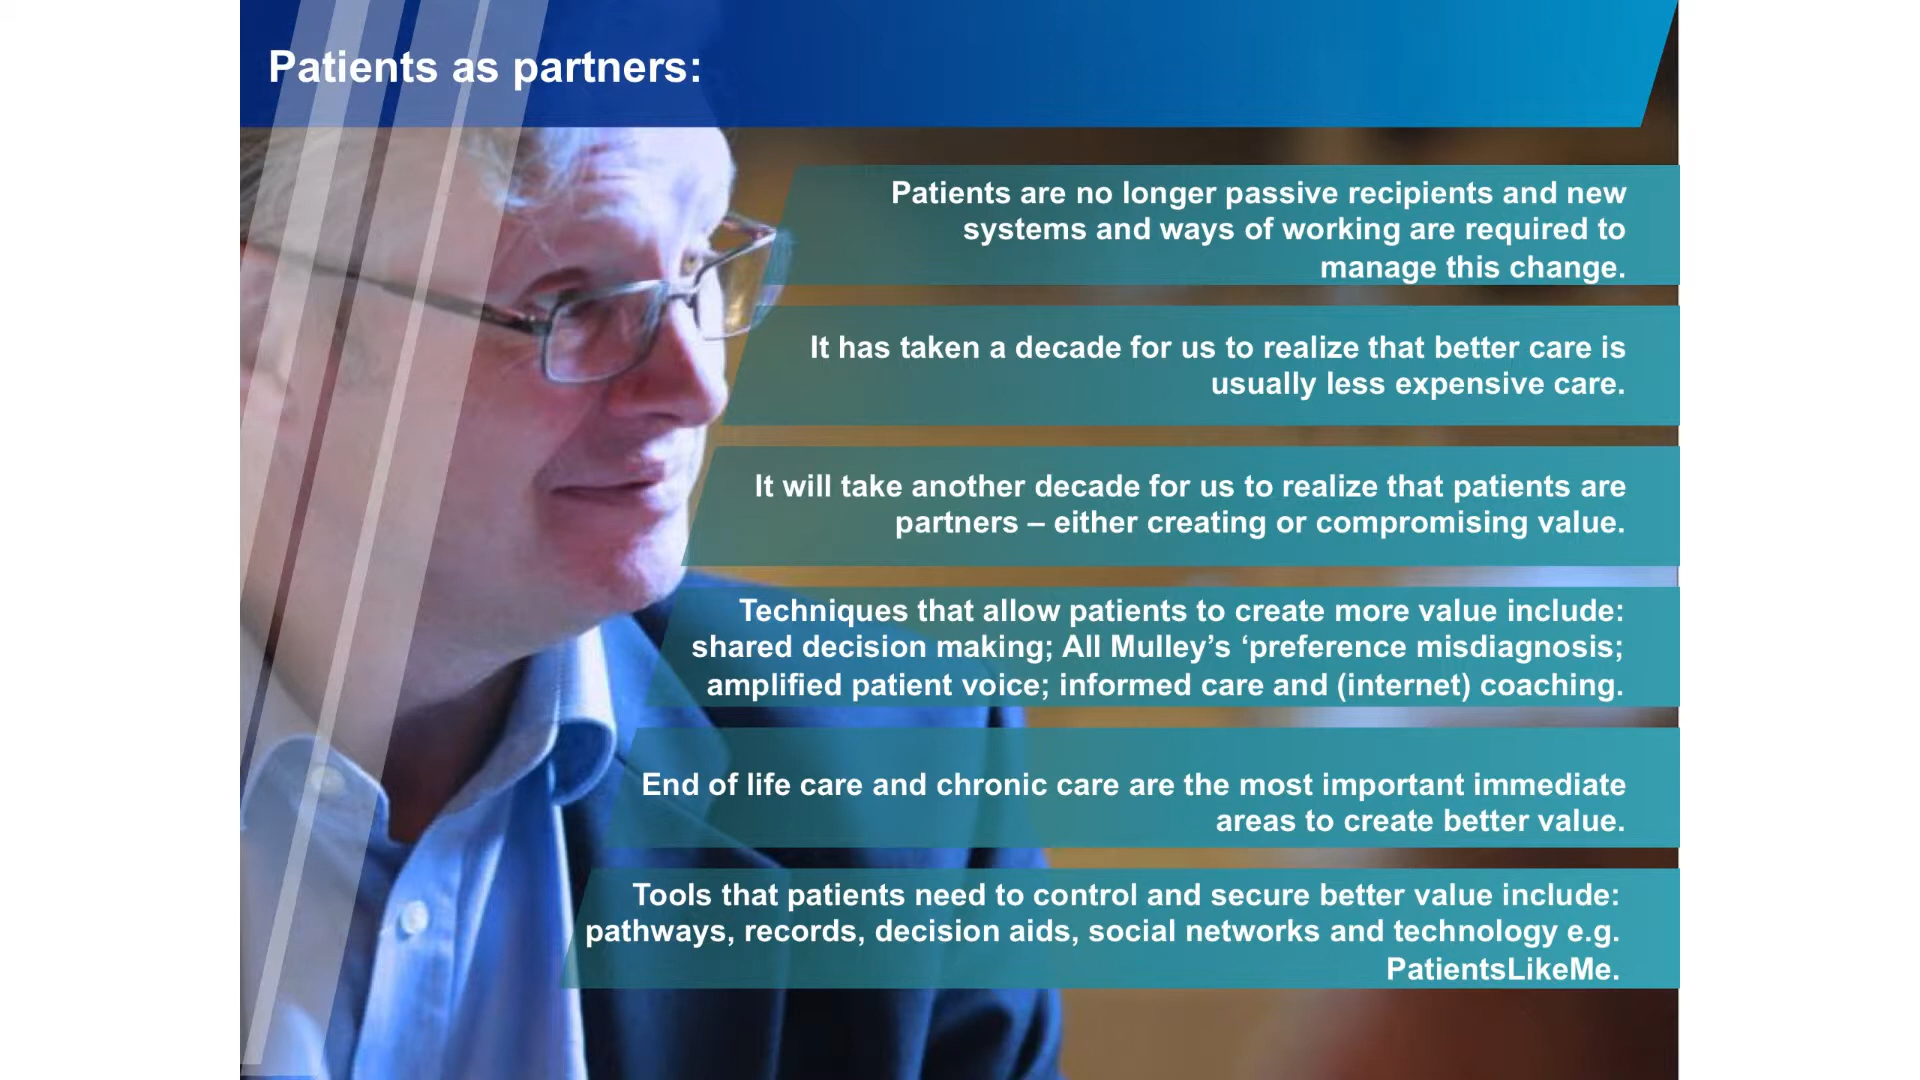 Patients as partners:
Patients are no longer passive recipients and new
systems and ways of working are required to
manage this change.
It has taken a decade for us to realize that better care is
usually less expensive care.
It will take another decade for us to realize that patients are
partners – either creating or compromising value.
Techniques that allow patients to create more value include:
shared decision making; All Mulley’s ‘preference misdiagnosis;
amplified patient voice; informed care and (internet) coaching.
End of life care and chronic care are the most important immediate
areas to create better value.
Tools that patients need to control and secure better value include:
pathways, records, decision aids, social networks and technology e.g.
PatientsLikeMe.